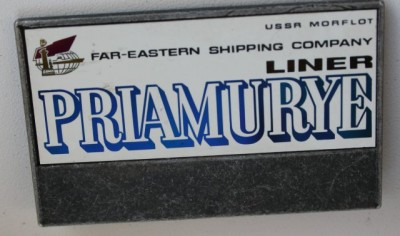 USSR MORFLOT
FAR-EASTERN SHIPPING COMPANY
LINER
PRIAMURYE